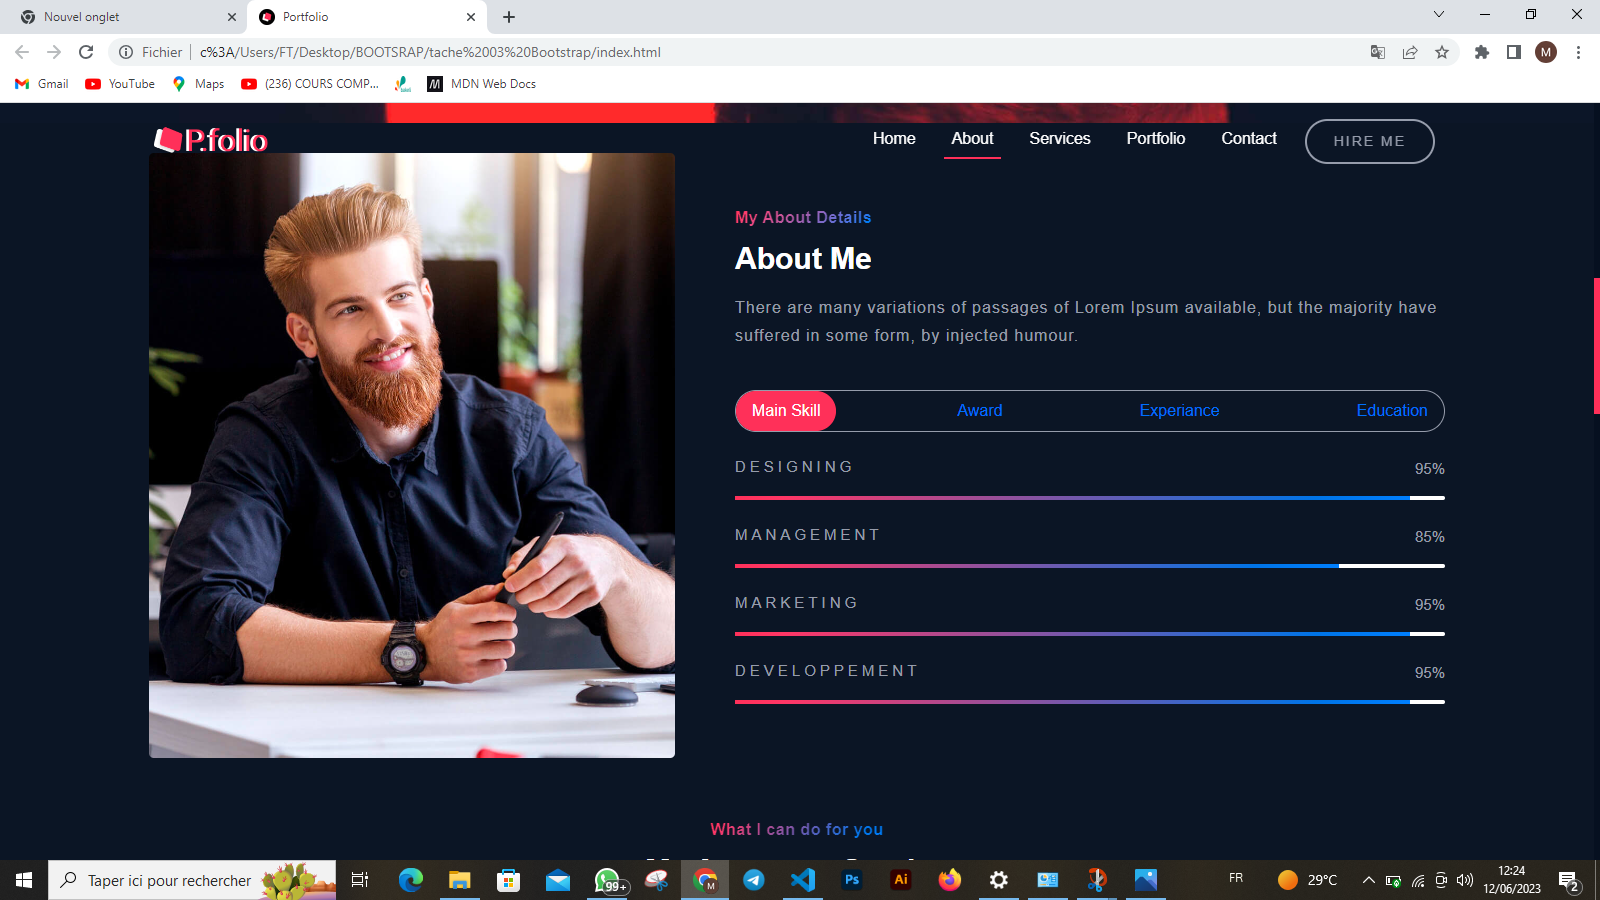 Nouvel onglet
Portfolio
Fichier
c%3A/Users/FT/Desktop/BOOTSRAP/tache%2003%20Bootstrap/index.html
M
Gmail
YouTube
Maps
(236) COURS COMP...
MDN Web Docs
P.folio
Home
About
Services
Portfolio
Contact
HIRE ME
My About Details
About Me
There are many variations of passages of Lorem Ipsum available, but the majority have
suffered in some form, by injected humour.
Main Skill
Award
Experiance
Education
DESIGNING
95%
MANAGEMENT
85%
MARKETING
95%
DEVELOPPEMENT
95%
What I can do for you
Taper ici pour rechercher
99+
M
Ps
Ai
FR
29°C
12:24
12/06/2023
2